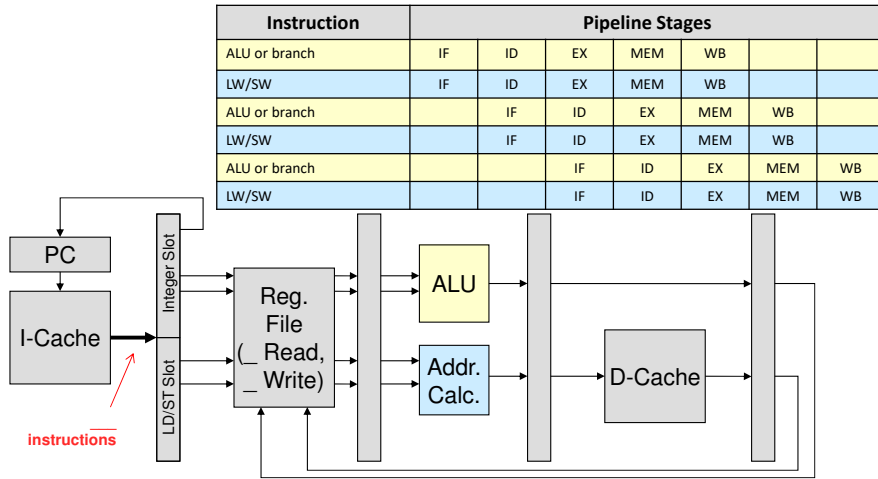 Instruction Pipeline Stages
ALU or branch IF ID EX MEM WB
LW/SW IF ID EX MEM WB
ALU or branch IF ID EX MEM WB
LW/SW IF ID EX MEM WB
ALU or branch IF ID EX MEM WB
LW/SW IF ID EX MEM WB
PC
I-Cache
Integer Slot
LD/ST Slot
Reg.
File
(_ Read,
_ Write)
ALU
Addr.
Calc.
D-Cache
instructions